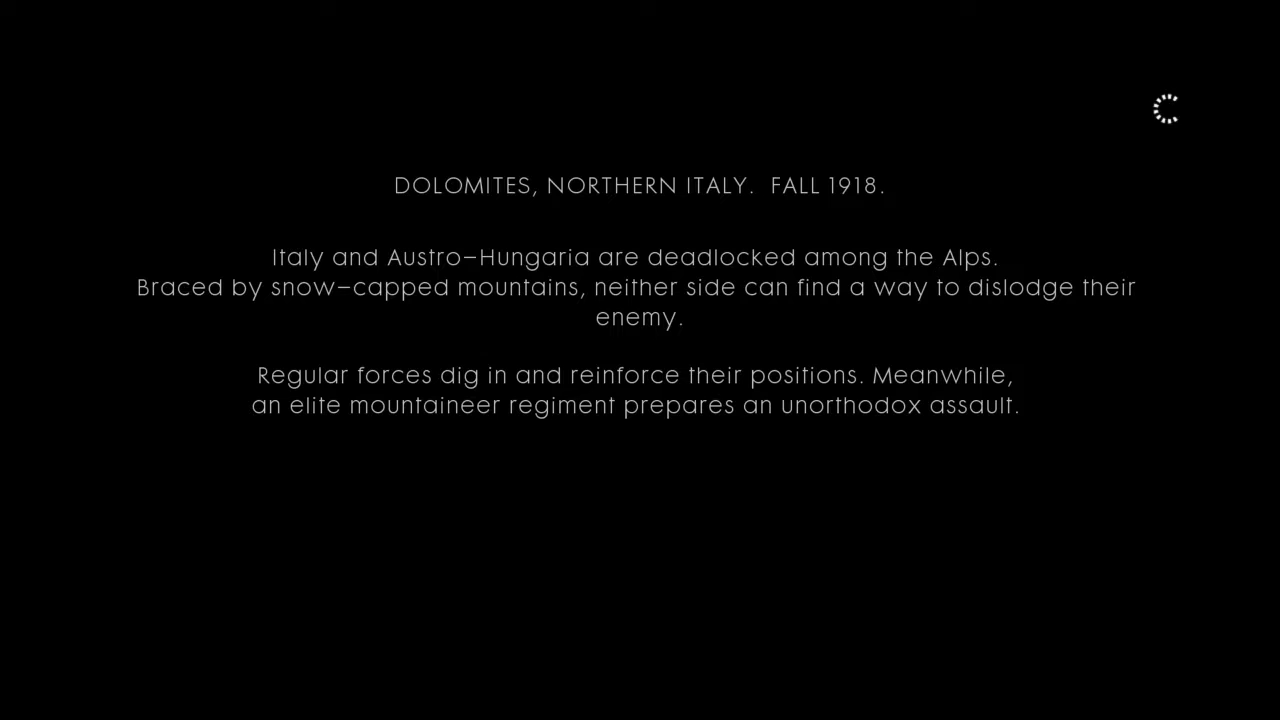 DOLOMITES, NORTHERN ITALY. FALL 1918.
Italy and Austro-Hungaria are deadlocked among the Alps.
Braced by snow-capped mountains, neither side can find a way to dislodge their
enemy.
Regular forces dig in and reinforce their positions. Meanwhile,
an elite mountaineer regiment prepares an unorthodox assault.